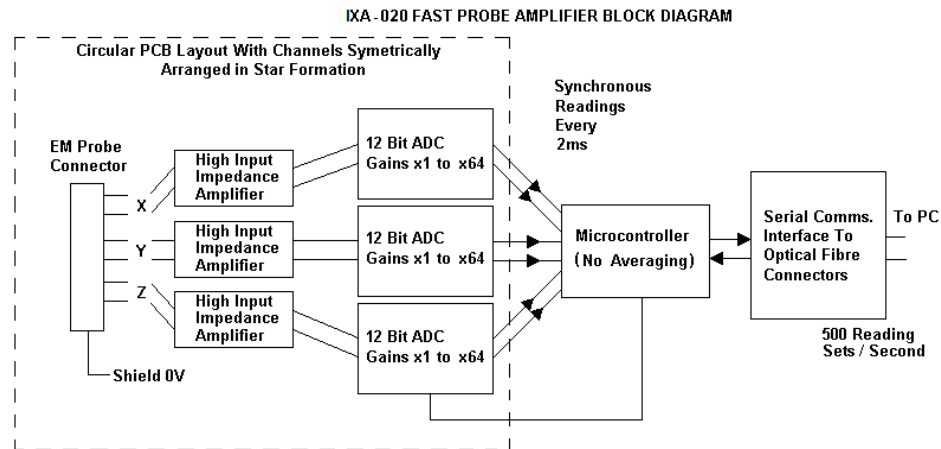 IXA-020 FAST PROBE AMPLIFIER BLOCK DIAGRAM
Circular PCB Layout With Channels Symetrically
Arranged in Star Formation
EM Probe
Connector
X
Y
Z
Shield 0V
High Input
Impedance
Amplifier
High Input
Impedance
Amplifier
High Input
Impedance
Amplifier
12 Bit ADC
Gains x1 to x64
12 Bit ADC
Gains x1 to x64
12 Bit ADC
Gains x1 to x64
Synchronous
Readings
Every
2ms
Microcontroller
(No Averaging)
Serial Comms.
Interface To
Optical Fibre
Connectors
To PC
500 Reading
Sets / Second